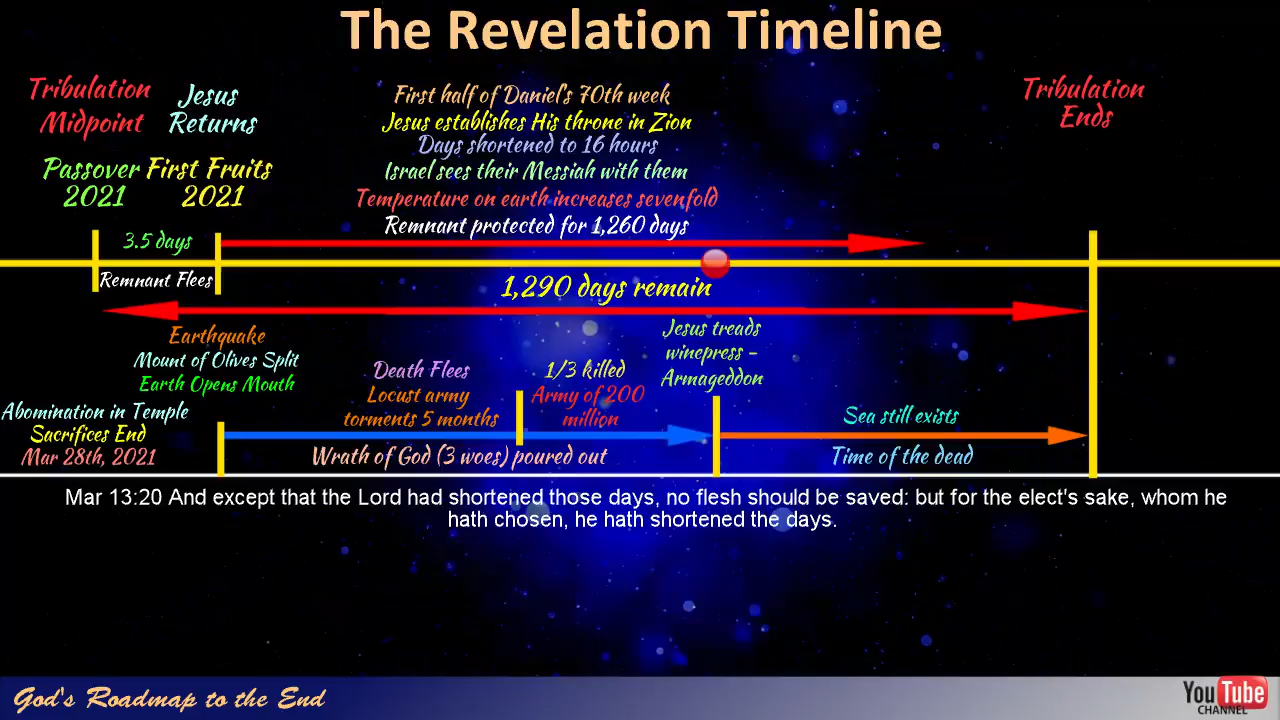 The Revelation Timeline
Tribulation
Midpoint
Jesus
Returns
Passover
2021
First Fruits
2021
First half of Daniel's 70th week
Jesus establishes His throne in Zion
Days shortened to 16 hours
Israel sees their Messiah with them
Temperature on earth increases sevenfold
Remnant protected for 1,260 days
Tribulation
Ends
3.5 days
Remnant Flees
1,290 days remain
Earthquake
Mount of Olives Split
Earth Opens Mouth
Abomination in Temple
Sacrifices End
Mar 28th, 2021
Death Flees
Locust army
torments 5 months
1/3 killed
Army of 200
million
Jesus treads
winepress -
Armageddon
Wrath of God (3 woes) poured out
Sea still exists
Time of the dead
Mar 13:20 And except that the Lord had shortened those days, no flesh should be saved: but for the elect's sake, whom he
hath chosen, he hath shortened the days.
God's Roadmap to the End
YouTube
CHANNEL